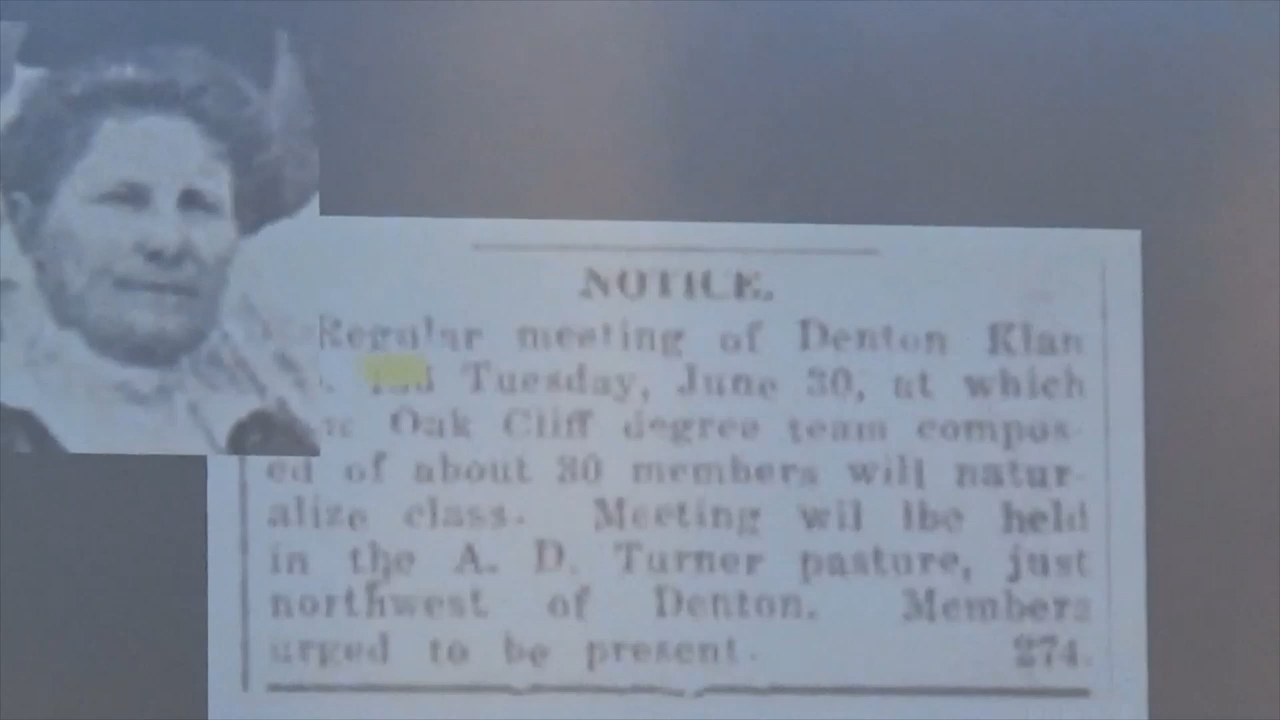 NOTICE.
Regular meeting of Denton Klan
Tuesday, June 30, at which
Oak Cliff degree team compos-
ed of about 30 members will natur-
alize class. Meeting wil lbe held
in the A. D. Turner pasture, just
northwest of Denton. Members
urged to be present. 274.